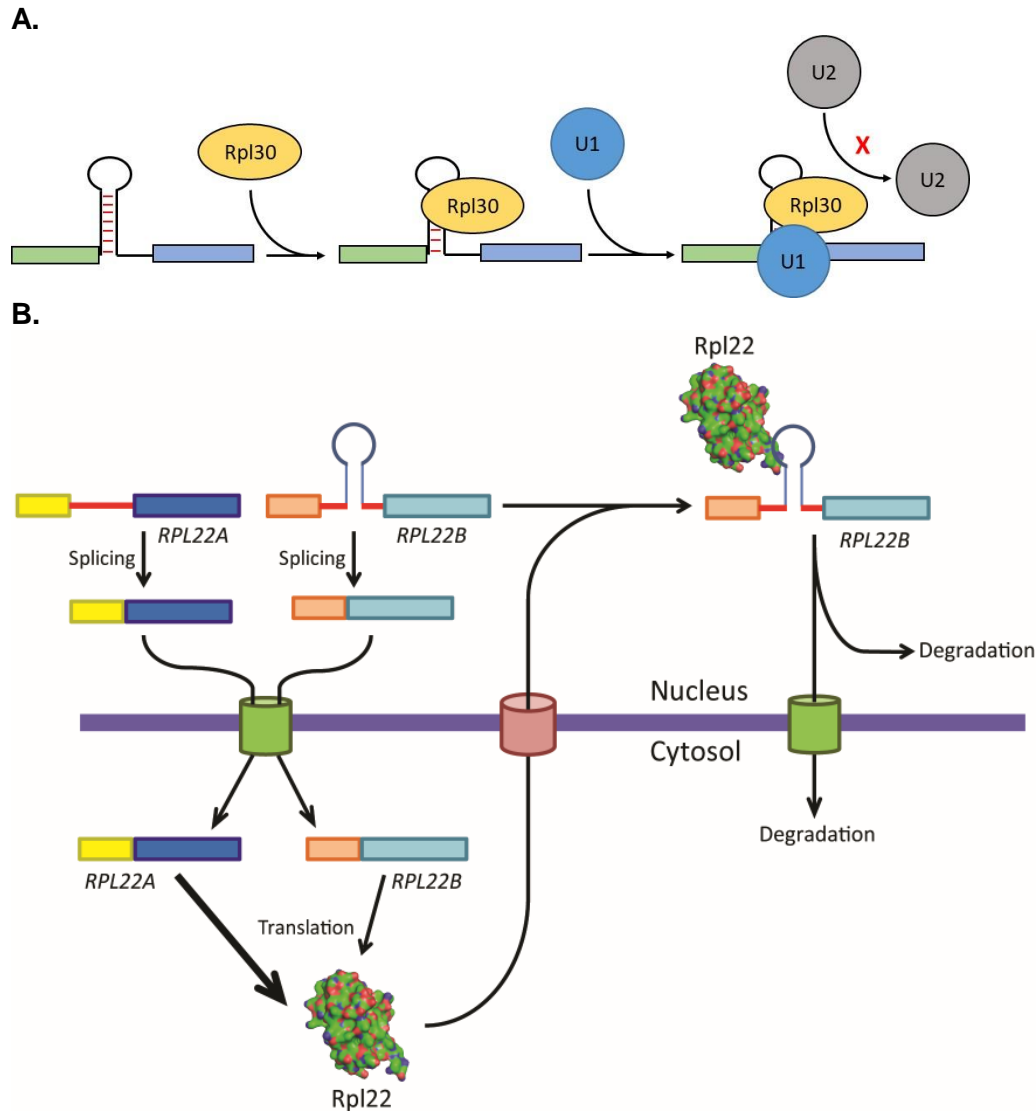 A.
U2
Rpl30
U1
X
U2
Rpl30
Rpl30
U1
B.
Rpl22
RPL22A
RPL22B
RPL22B
Splicing
Splicing
Degradation
Nucleus
Cytosol
Degradation
RPL22A
RPL22B
Translation
Rpl22